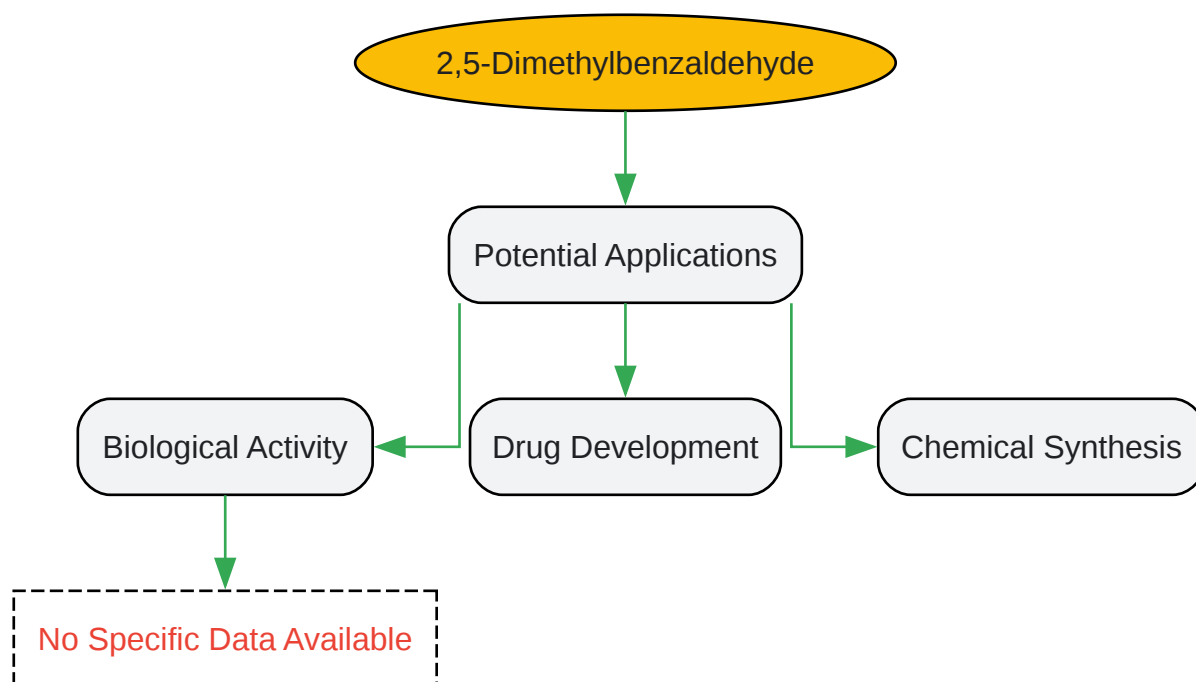 2,5-Dimethylbenzaldehyde
Potential Applications
Biological Activity
Drug Development
Chemical Synthesis
No Specific Data Available